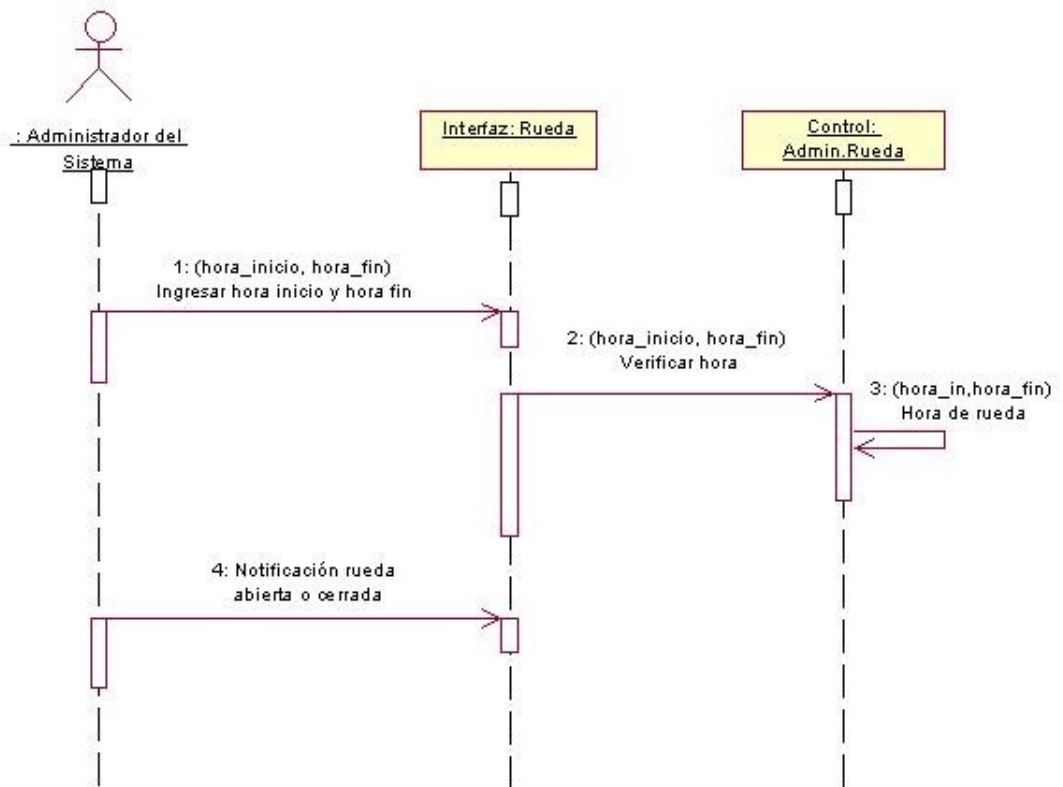 : Administrador del
Sistema
Interfaz: Rueda
Control:
Admin.Rueda
1: (hora_inicio, hora_fin)
Ingresar hora inicio y hora fin
2: (hora_inicio, hora_fin)
Verificar hora
3: (hora_in,hora_fin)
Hora de rueda
4: Notificación rueda
abierta o cerrada